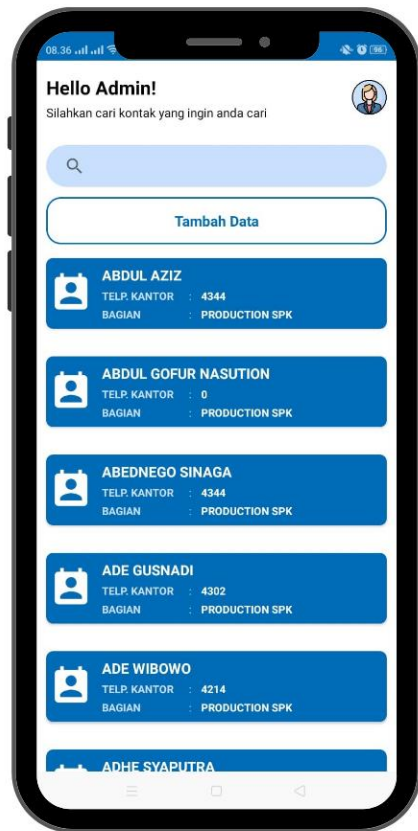 08.36
96
Hello Admin!
Silahkan cari kontak yang ingin anda cari
Tambah Data
ABDUL AZIZ
TELP. KANTOR : 4344
BAGIAN : PRODUCTION SPK
ABDUL GOFUR NASUTION
TELP. KANTOR : 0
BAGIAN : PRODUCTION SPK
ABEDNEGO SINAGA
TELP. KANTOR : 4344
BAGIAN : PRODUCTION SPK
ADE GUSNADI
TELP. KANTOR : 4302
BAGIAN : PRODUCTION SPK
ADE WIBOWO
TELP. KANTOR : 4214
BAGIAN : PRODUCTION SPK
ADHE SYAPUTRA